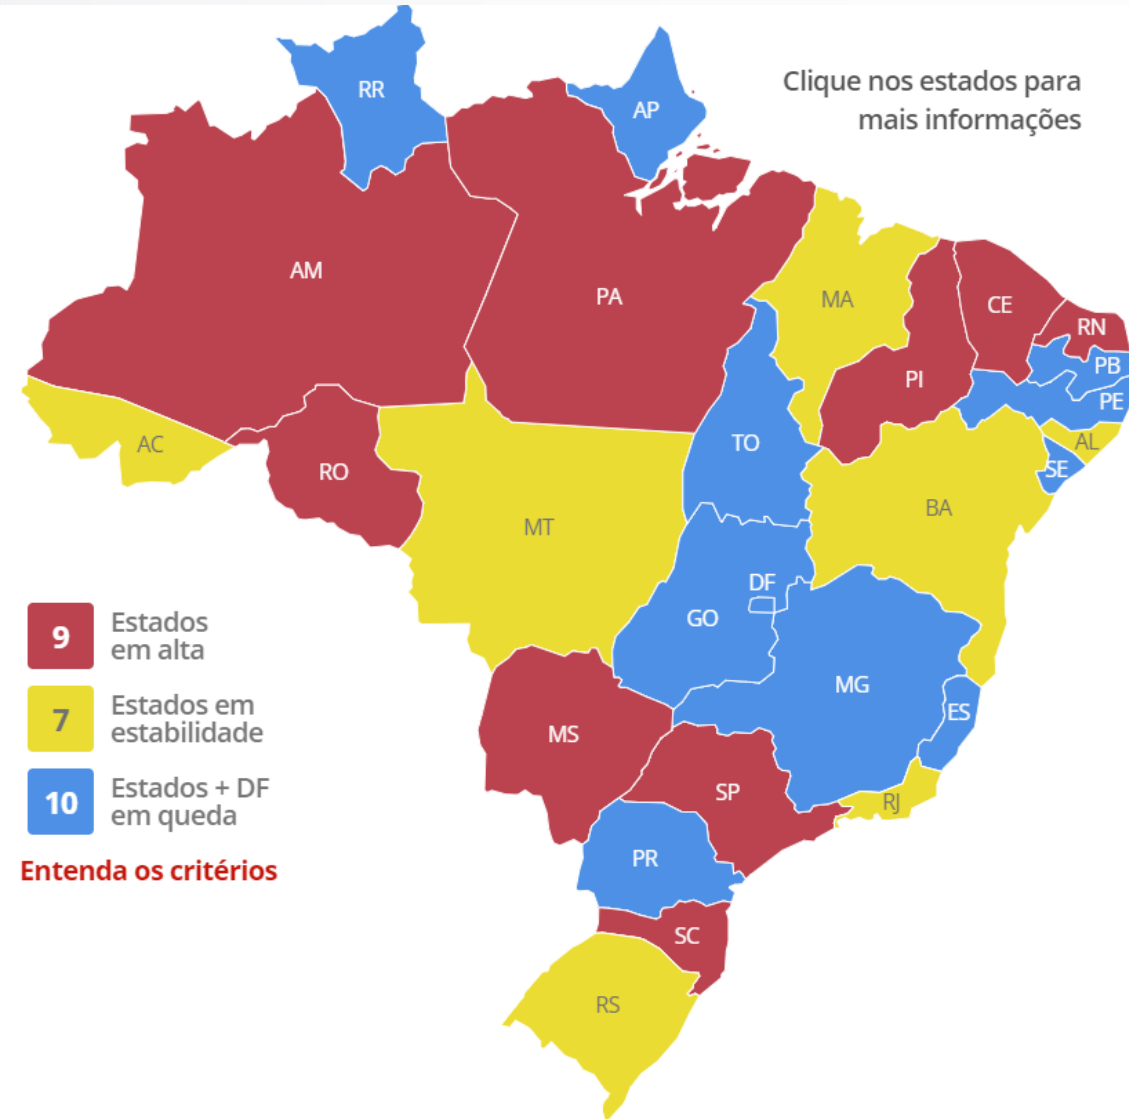 RR
AP
Clique nos estados para
mais informações
AM
PA
MA
CE
RN
PB
PI
PE
AC
RO
TO
AL
SE
MT
BA
DF
GO
9
Estados
em alta
MG
7
Estados em
estabilidade
ES
MS
10
Estados + DF
em queda
SP
RJ
Entenda os critérios
PR
SC
RS